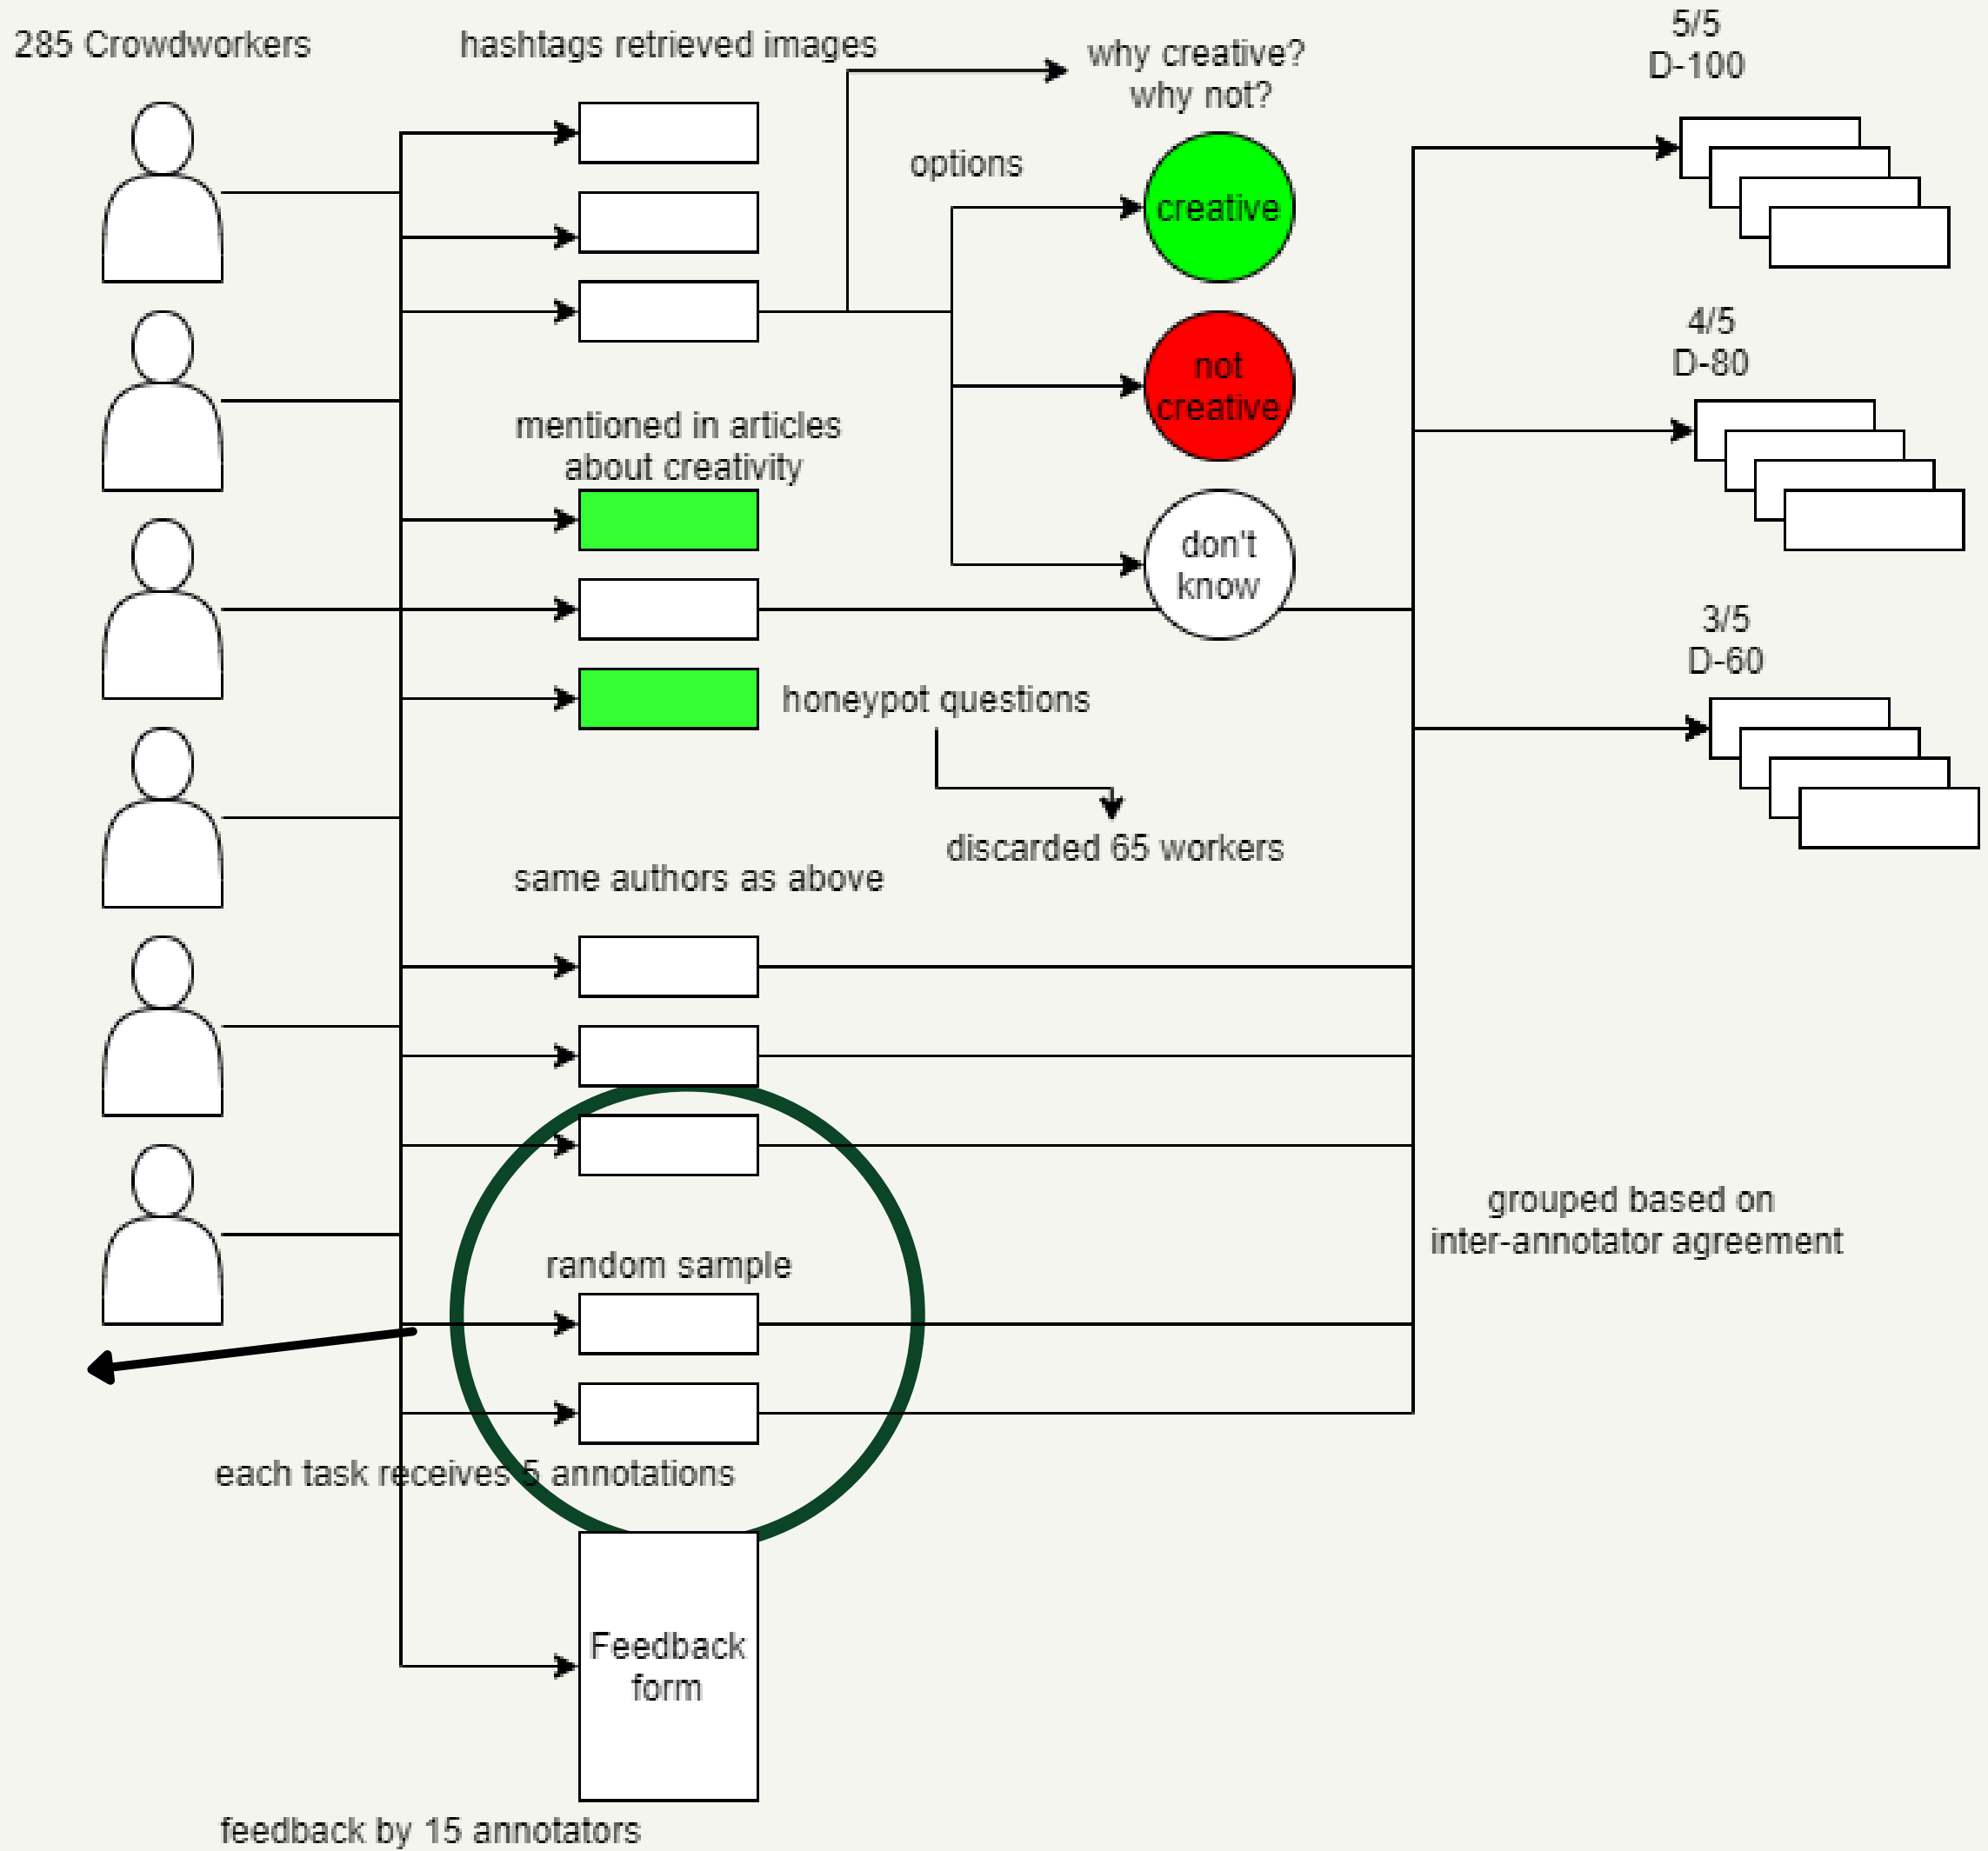 285 Crowdworkers
hashtags retrieved images
why creative?
why not?
options
creative
not
creative
don't
know
mentioned in articles
about creativity
honeypot questions
discarded 65 workers
same authors as above
random sample
each task receives 5 annotations
Feedback
form
feedback by 15 annotators
5/5
D-100
4/5
D-80
3/5
D-60
grouped based on
inter-annotator agreement